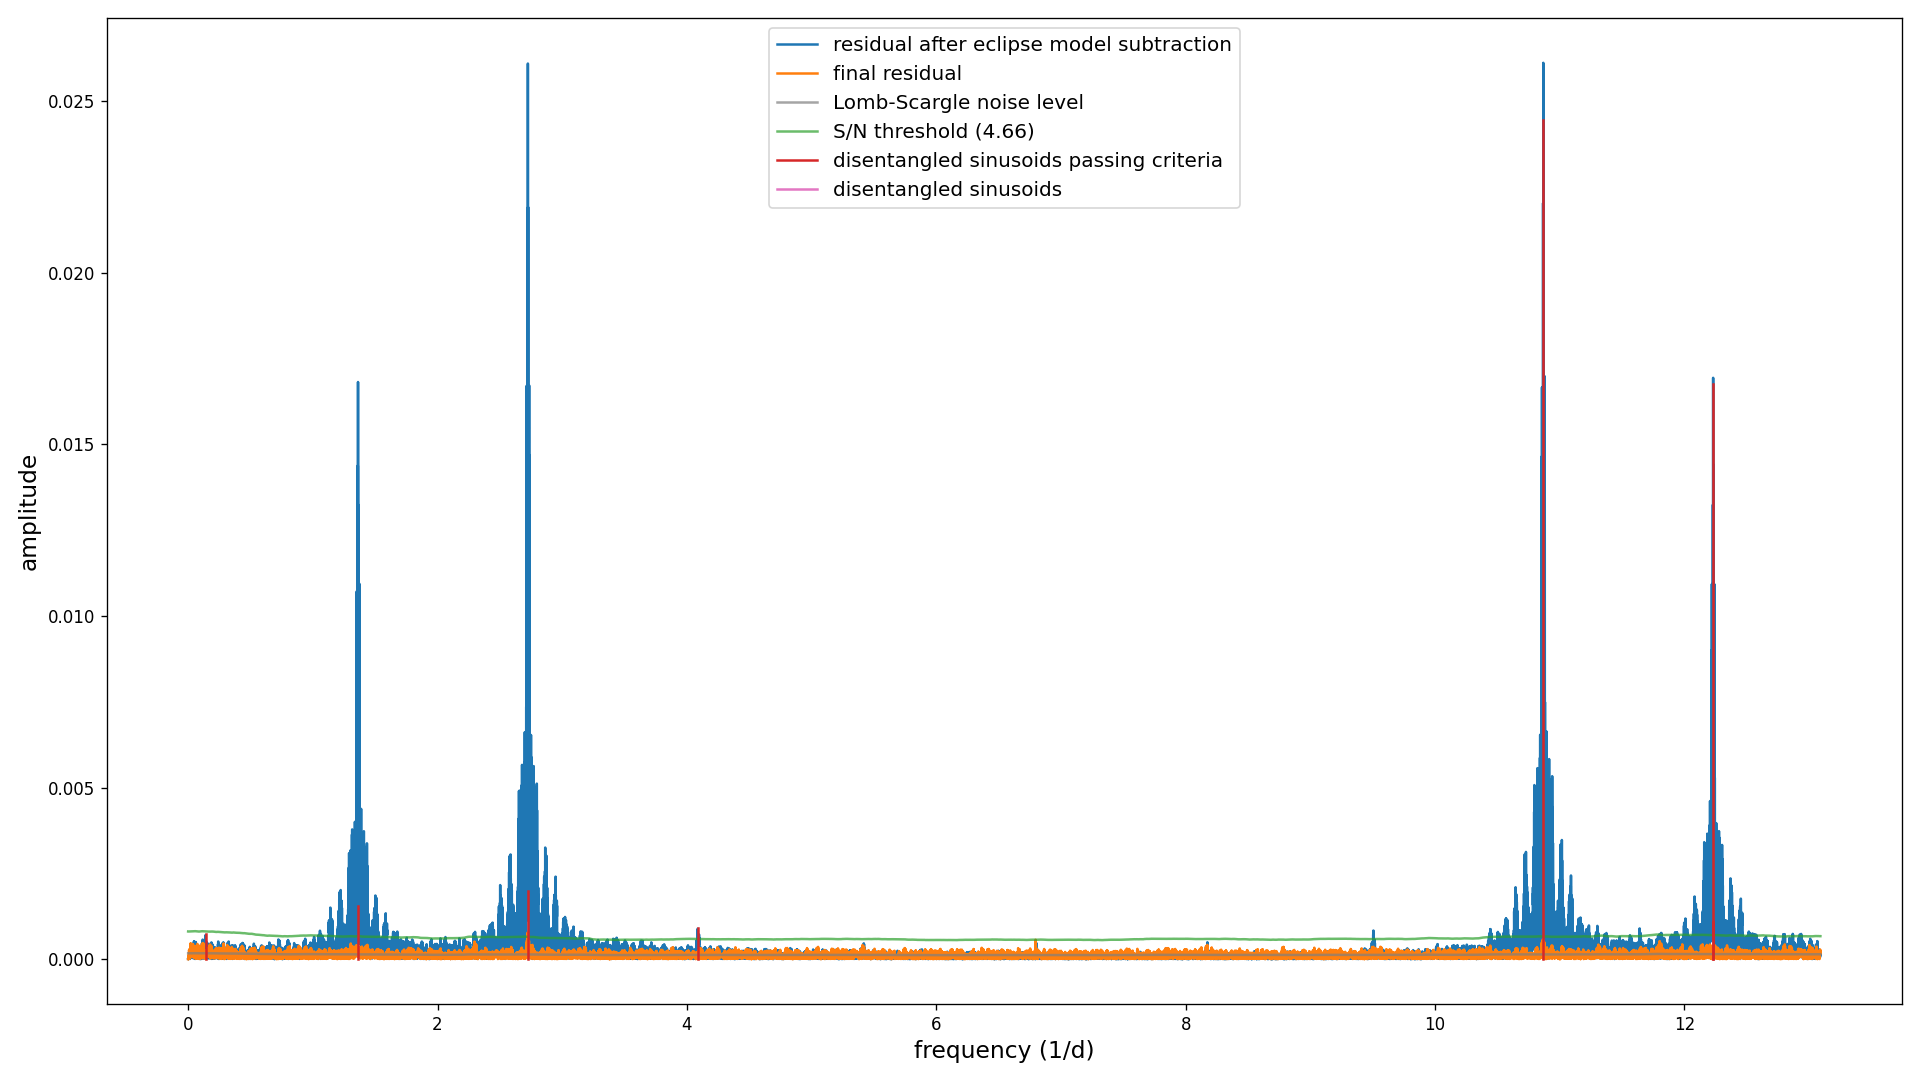 residual after eclipse model subtraction
final residual
Lomb-Scargle noise level
S/N threshold (4.66)
disentangled sinusoids passing criteria
disentangled sinusoids
0.025
0.020
0.015
0.010
0.005
0.000
amplitude
0 2 4 6 8 10 12
frequency (1/d)